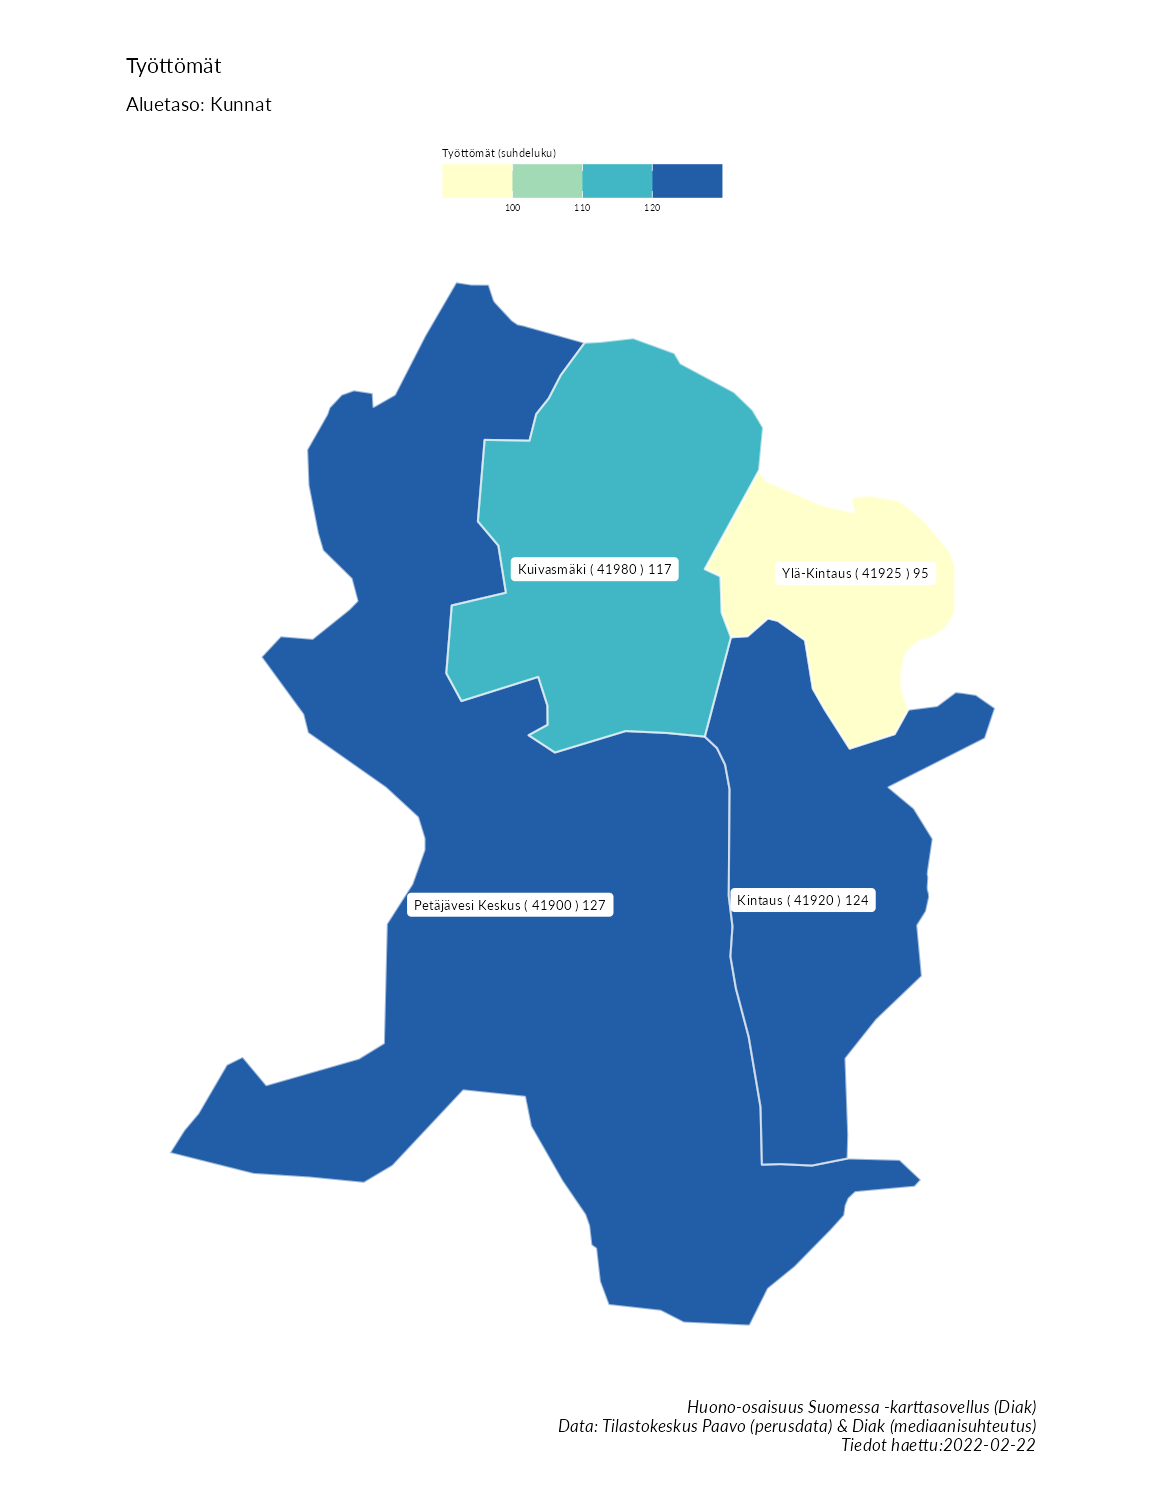 Työttömät
Aluetaso: Kunnat
Työttömät (suhdeluku)
100 110 120
Kuivasmäki ( 41980 ) 117
Ylä-Kintaus ( 41925 ) 95
Petäjävesi Keskus ( 41900 ) 127
Kintaus ( 41920 ) 124
Huono-osaisuus Suomessa -karttasovellus (Diak)
Data: Tilastokeskus Paavo (perusdata) & Diak (mediaanisuhteutus)
Tiedot haettu:2022-02-22